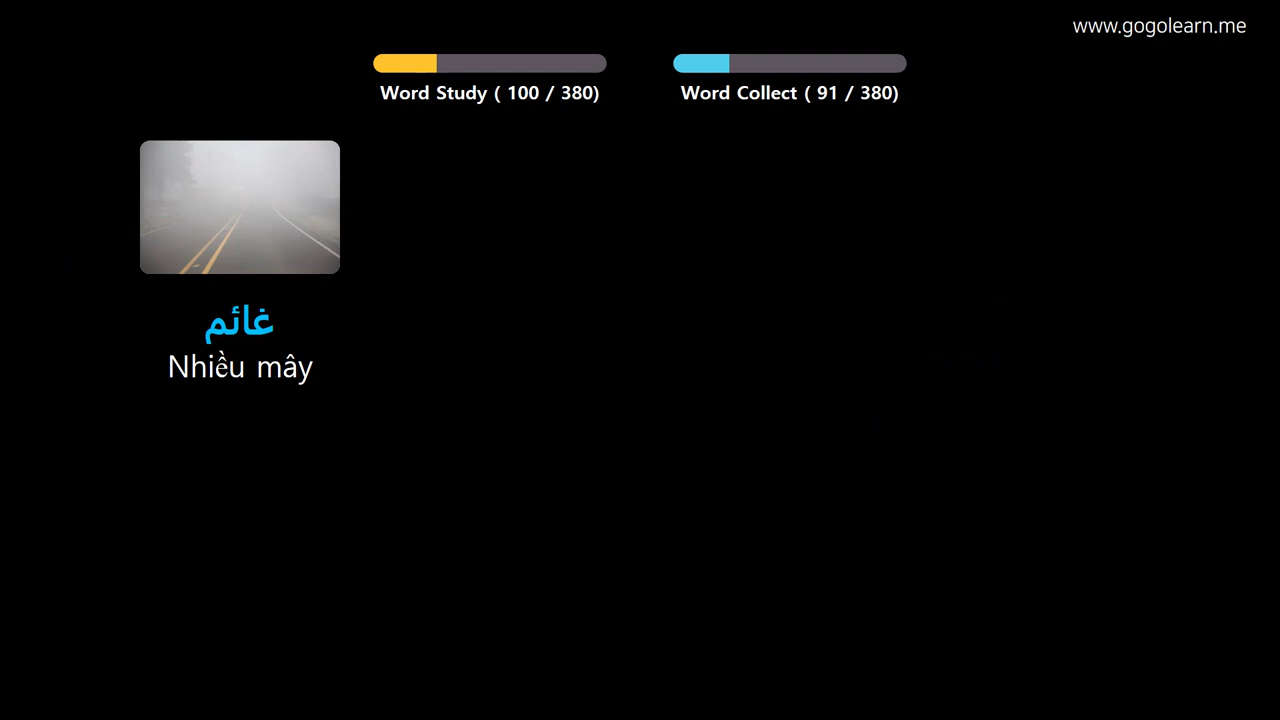 www.gogolearn.me
Word Study ( 100 / 380)
Word Collect ( 91 / 380)
غائم
Nhiều mây